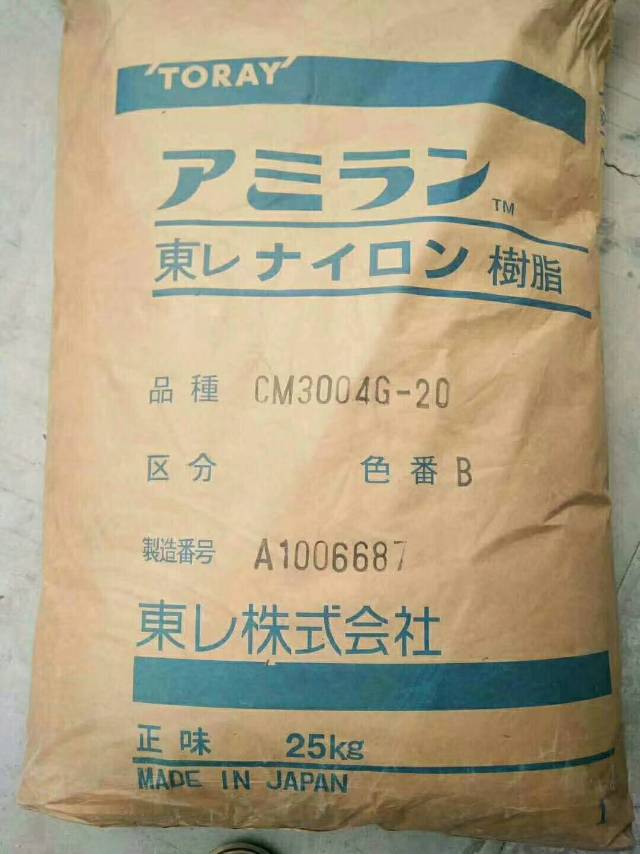 TORAY
アミラン TM
東レ ナイロン 樹脂
品種 CM3004G-20
区分 色番 B
製造番号 A1006687
東レ株式会社
正味 25kg
MADE IN JAPAN
1